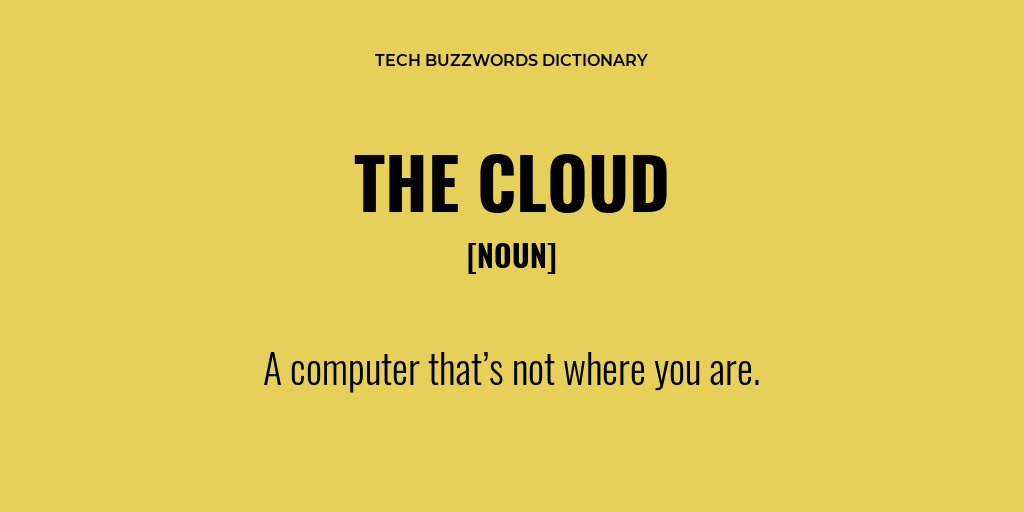 TECH BUZZWORDS DICTIONARY
THE CLOUD
[NOUN]
A computer that’s not where you are.